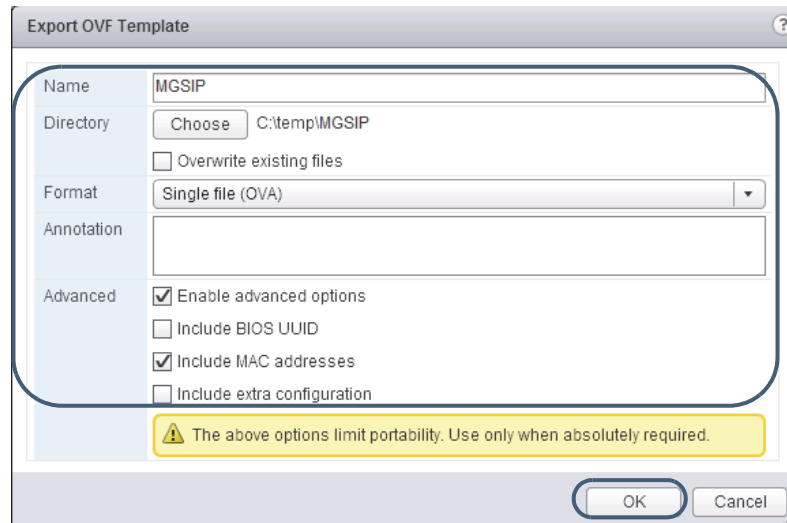 Export OVF Template
?
Name
MGSIP
Directory
Choose
C:\temp\MGSIP
Overwrite existing files
Format
Single file (OVA)
Annotation
Advanced
Enable advanced options
Include BIOS UUID
Include MAC addresses
Include extra configuration
The above options limit portability. Use only when absolutely required.
OK
Cancel